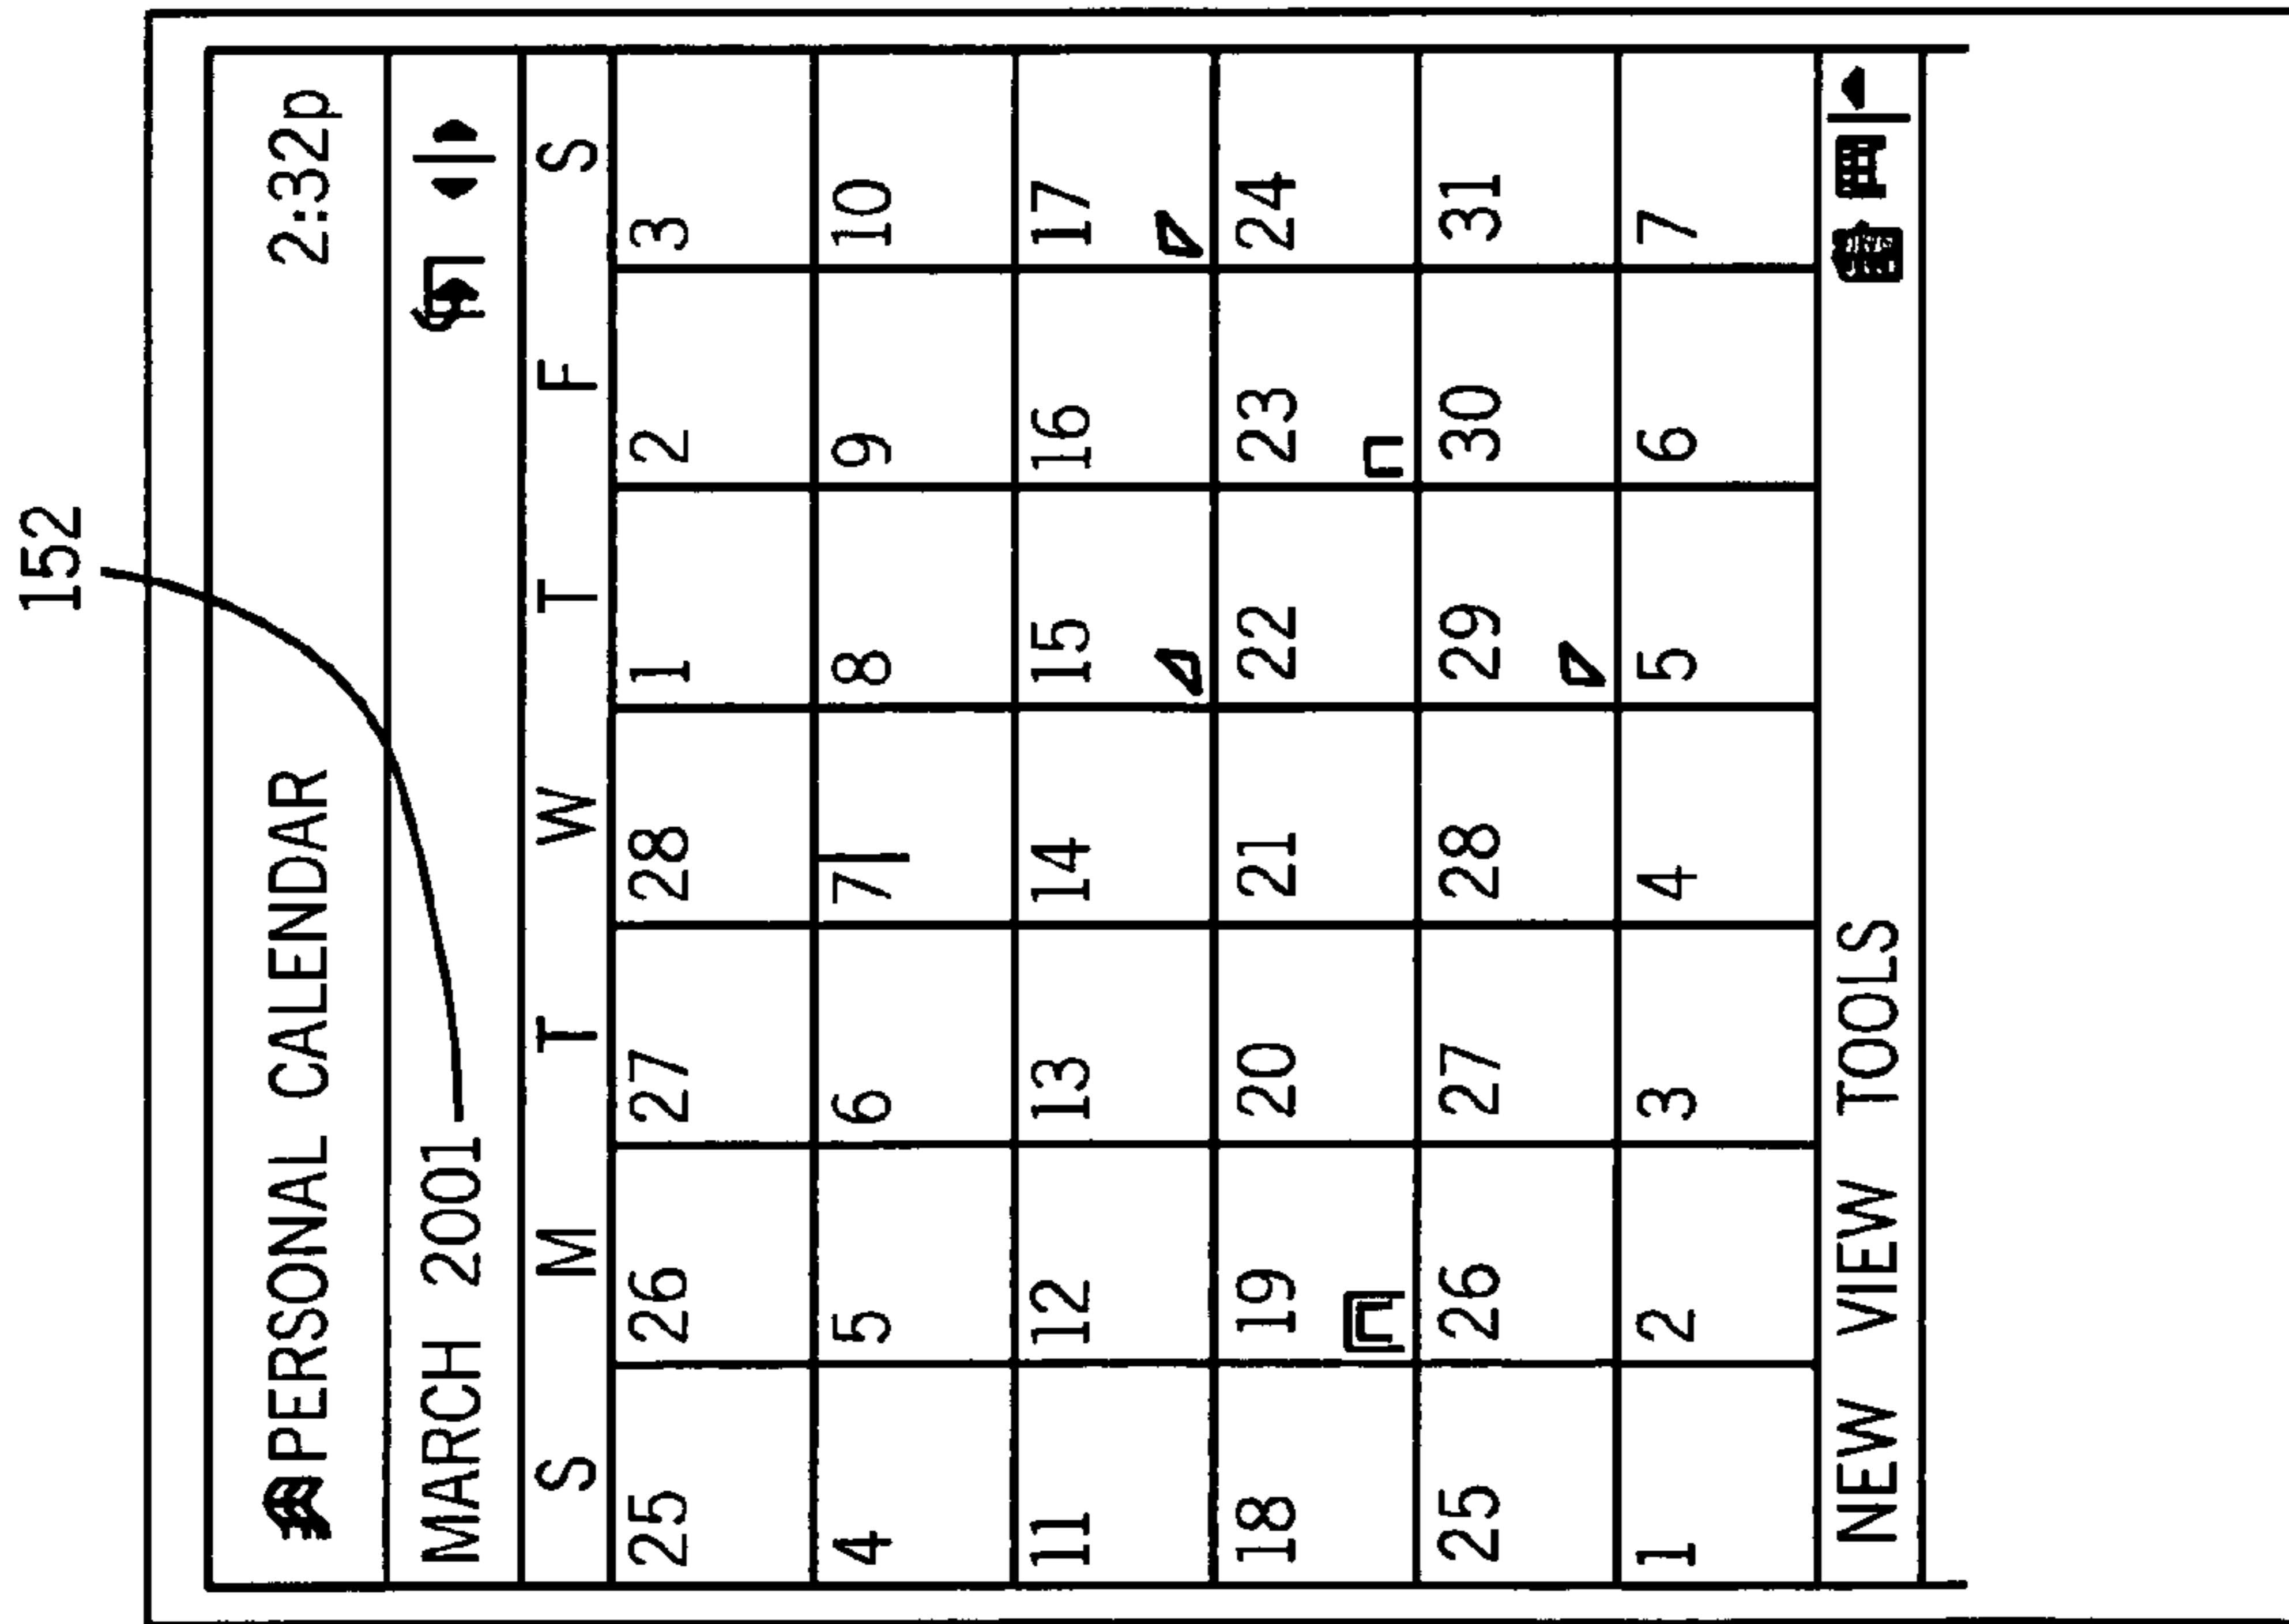 152
PERSONAL CALENDAR 2:32p
MARCH 2001
S M T W T F S
25 26 27 28 1 2 3
4 5 6 7 8 9 10
11 12 13 14 15 16 17
18 19 20 21 22 23 24
25 26 27 28 29 30 31
1 2 3 4 5 6 7
NEW VIEW TOOLS